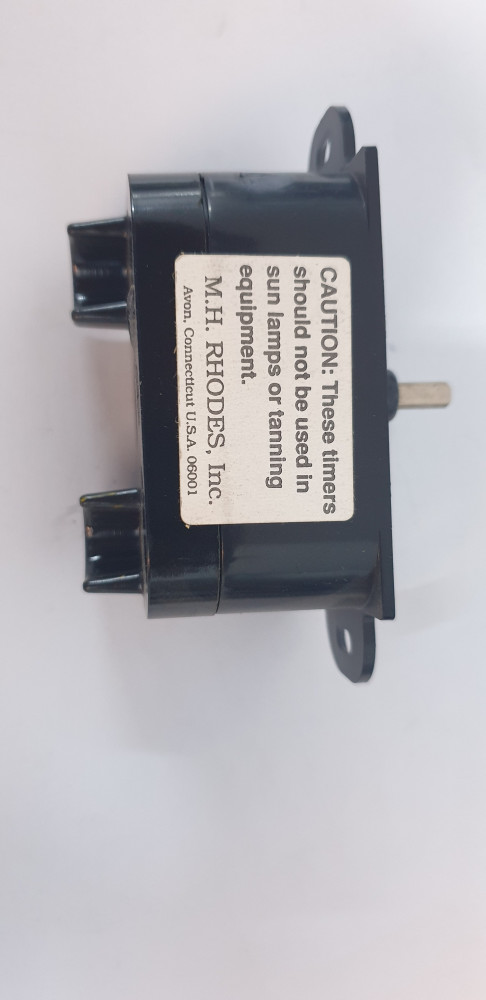 CAUTION: These timers
should not be used in
sun lamps or tanning
equipment.
M.H. RHODES, Inc.
Avon, Connecticut U.S.A. 06001